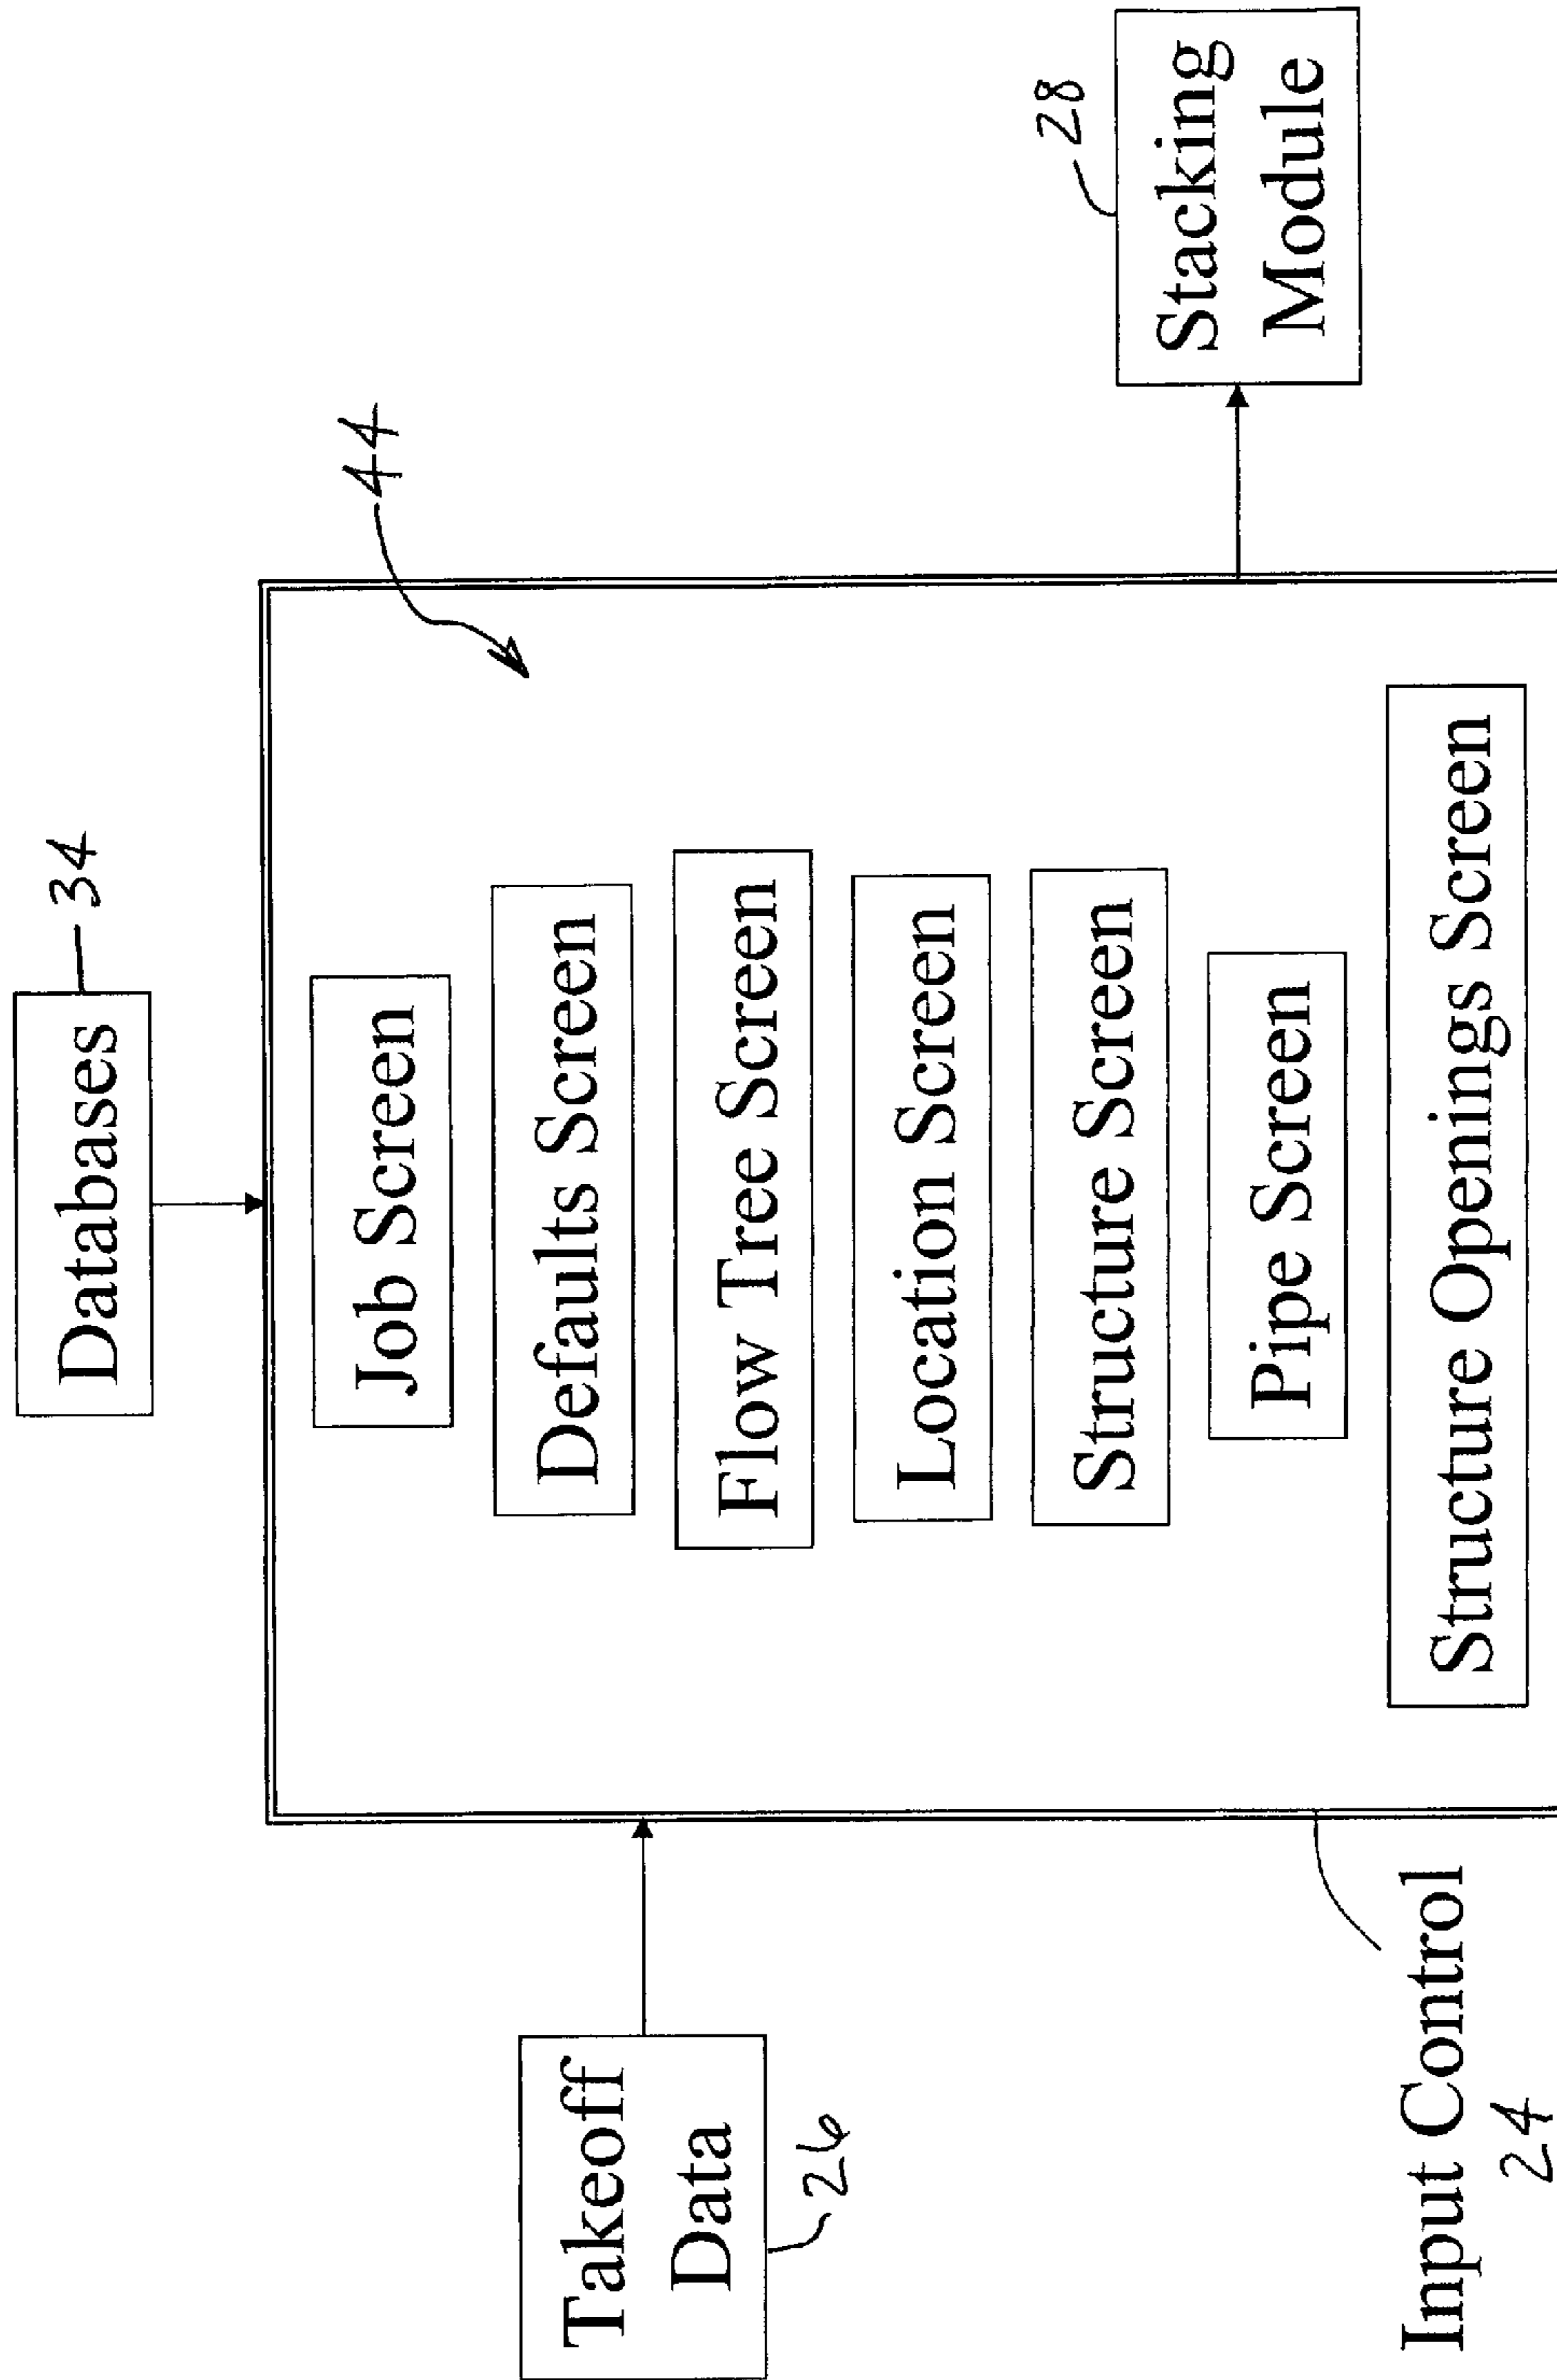 Databases
34
44
Job Screen
Defaults Screen
Flow Tree Screen
Location Screen
Structure Screen
Pipe Screen
Structure Openings Screen
Takeoff
Data
26
Input Control
24
28
Stacking
Module